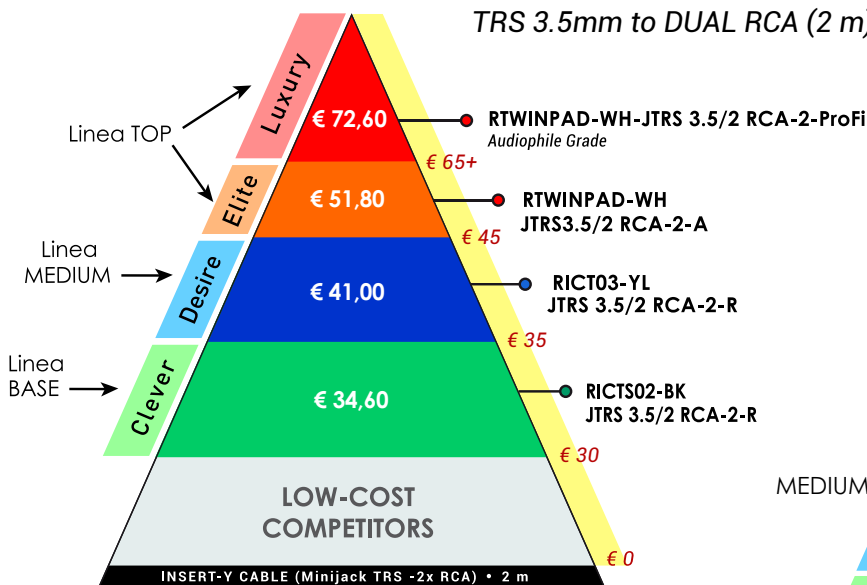 TRS 3.5mm to DUAL RCA (2 m)
Luxury
€ 72,60
RTWINPAD-WH-JTRS 3.5/2 RCA-2-ProFi
Audiophile Grade
Linea TOP
€ 65+
Elite
€ 51,80
RTWINPAD-WH
JTRS3.5/2 RCA-2-A
€ 45
Linea
MEDIUM
Desire
€ 41,00
RICT03-YL
JTRS 3.5/2 RCA-2-R
€ 35
Linea
BASE
Clever
€ 34,60
RICTS02-BK
JTRS 3.5/2 RCA-2-R
€ 30
LOW-COST
COMPETITORS
MEDIUM
€ 0
INSERT-Y CABLE (Minijack TRS -2x RCA) • 2 m